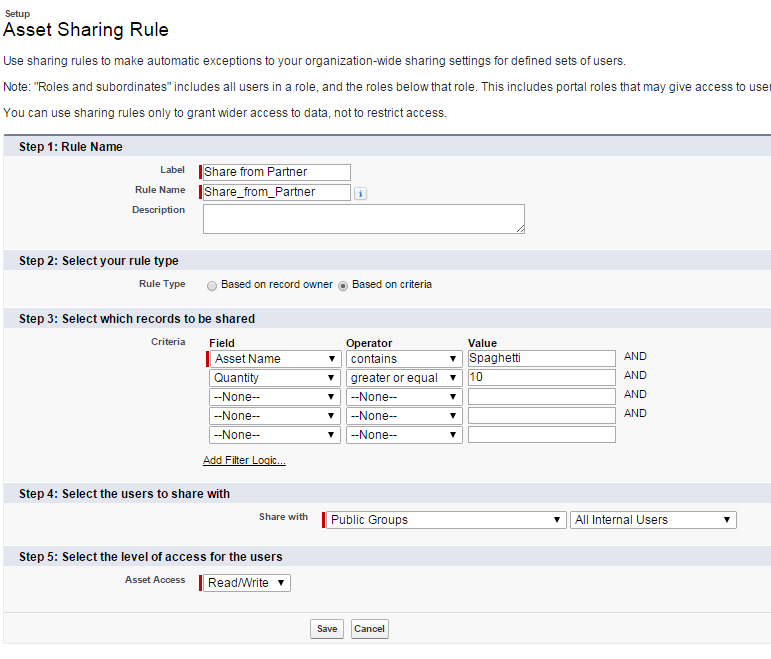 Setup
Asset Sharing Rule
Use sharing rules to make automatic exceptions to your organization-wide sharing settings for defined sets of users.
Note: "Roles and subordinates" includes all users in a role, and the roles below that role. This includes portal roles that may give access to
You can use sharing rules only to grant wider access to data, not to restrict access.
Step 1: Rule Name
Label Share from Partner
Rule Name Share_from_Partner i
Description
Step 2: Select your rule type
Rule Type Based on record owner Based on criteria
Step 3: Select which records to be shared
Criteria Field Operator Value
Asset Name contains Spaghetti AND
Quantity greater or equal 10 AND
--None-- --None-- AND
--None-- --None-- AND
--None-- --None--
Add Filter Logic...
Step 4: Select the users to share with
Share with Public Groups All Internal Users
Step 5: Select the level of access for the users
Asset Access Read/Write
Save Cancel